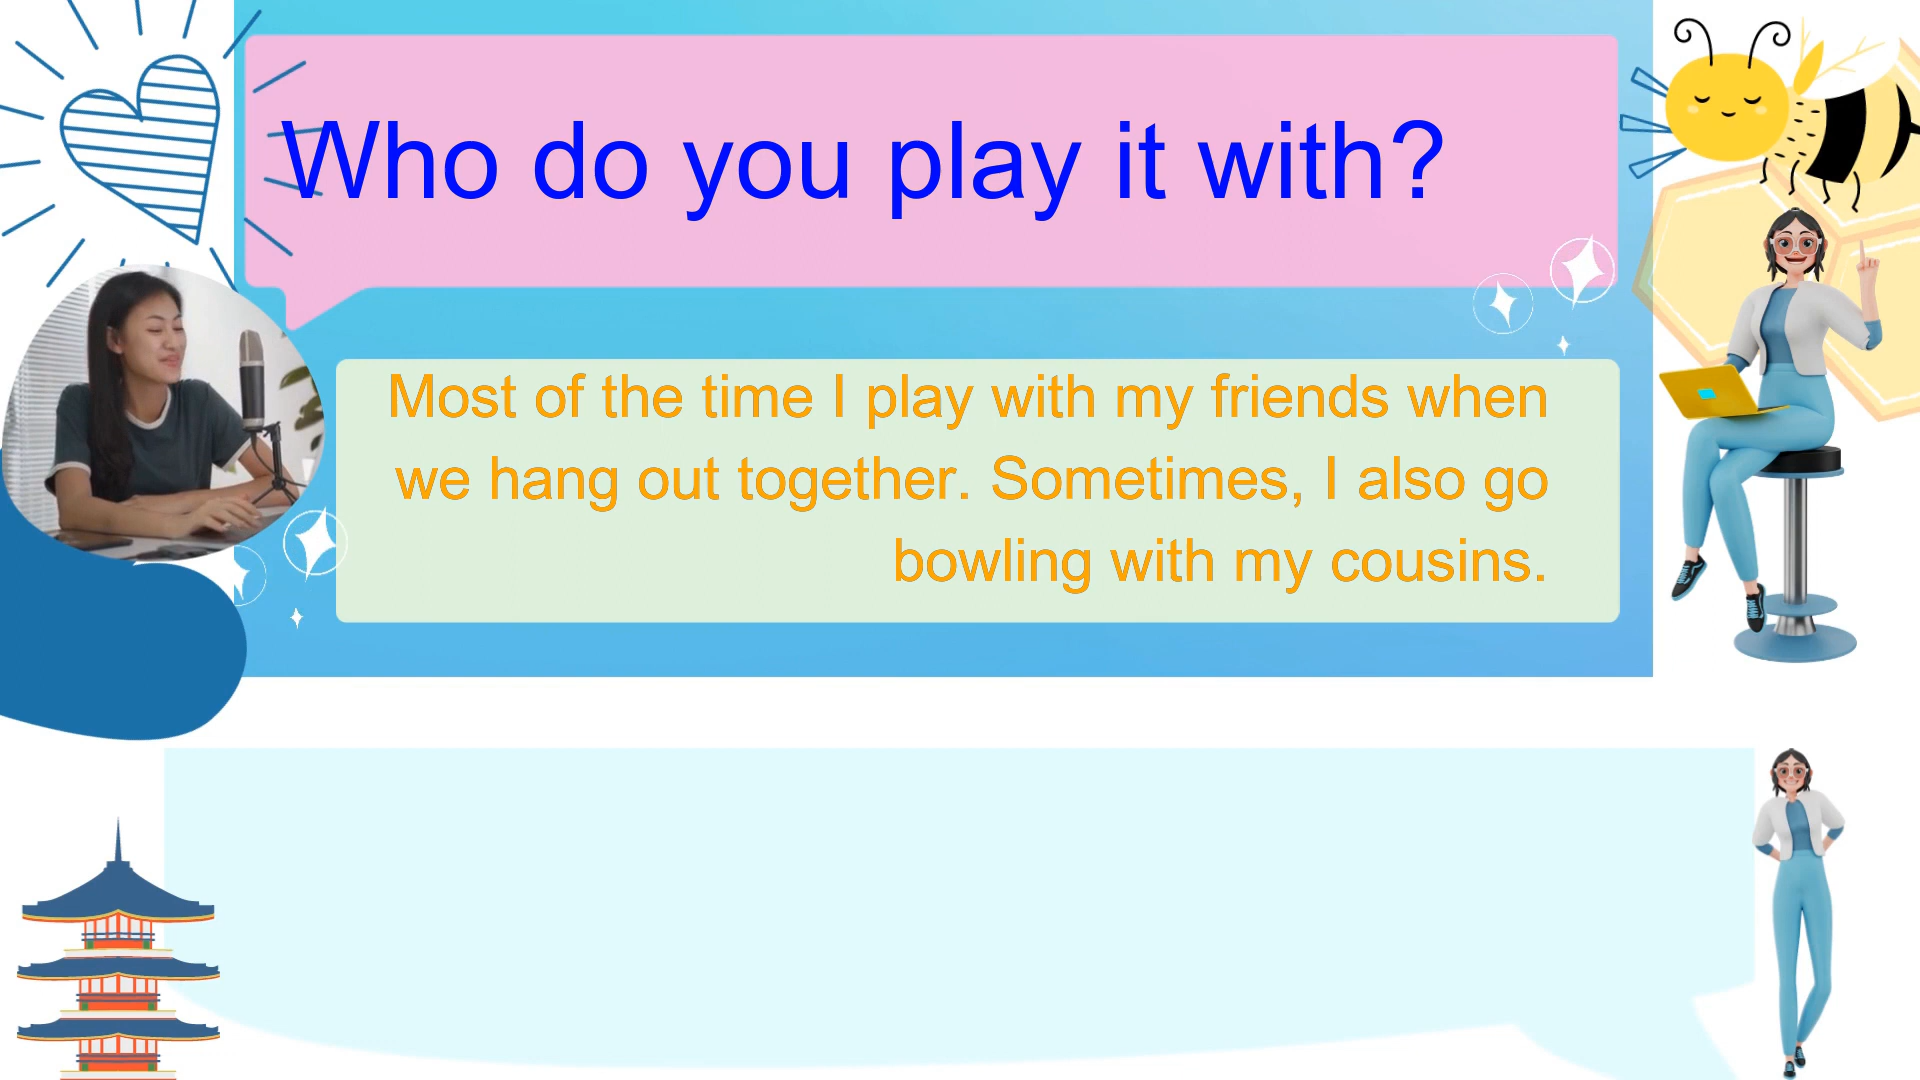 Who do you play it with?
Most of the time I play with my friends when
we hang out together. Sometimes, I also go
bowling with my cousins.